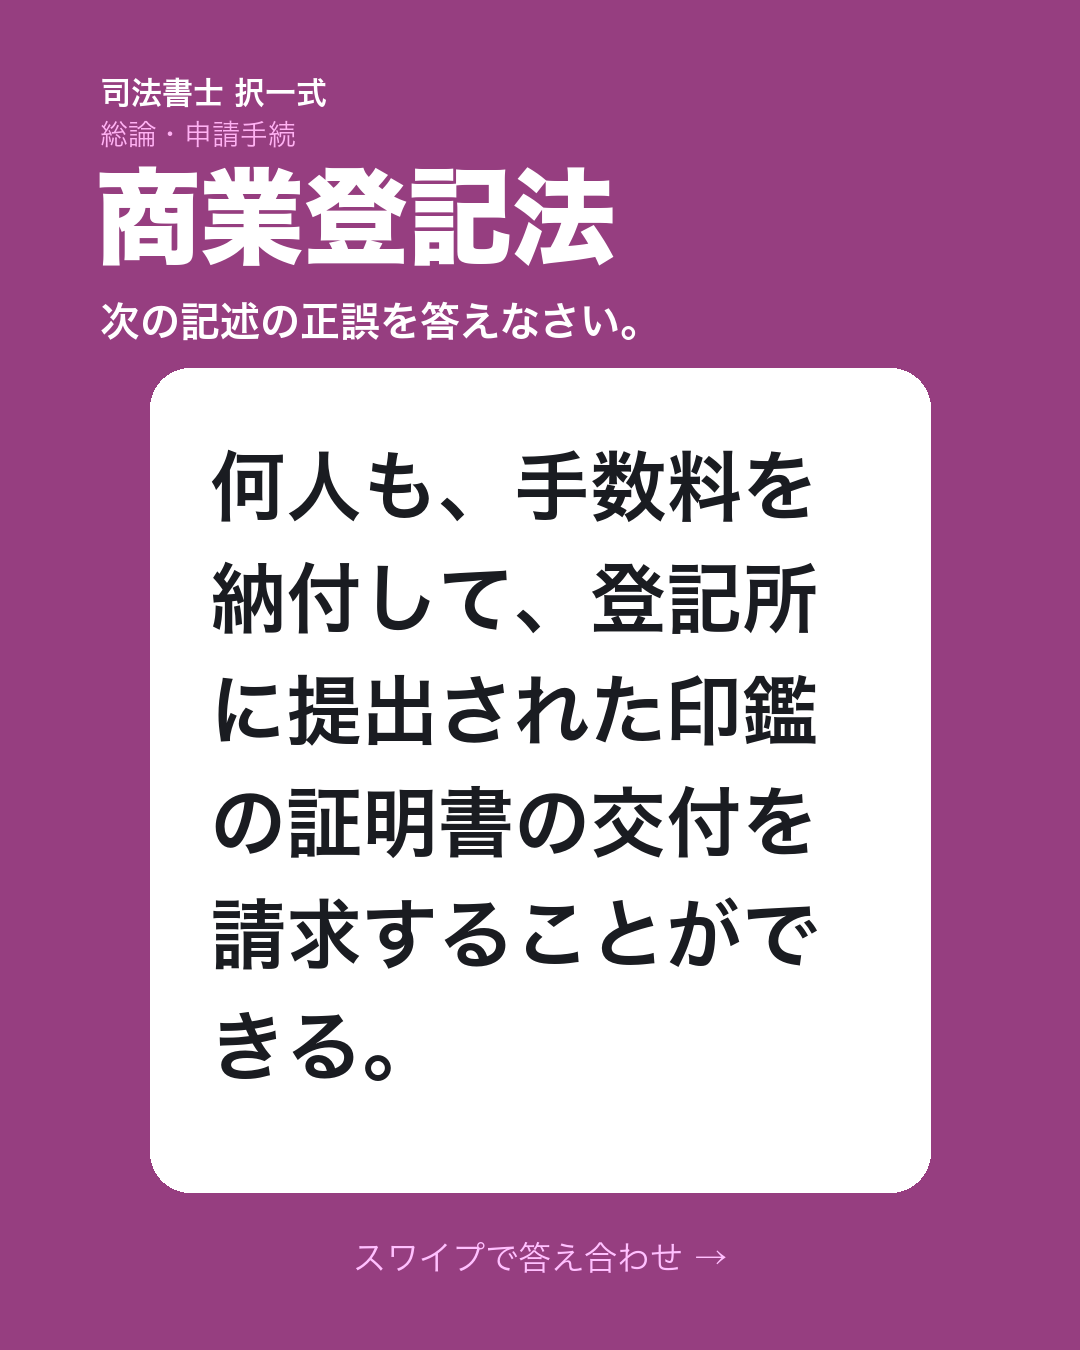 司法書士 択一式
総論・申請手続
商業登記法
次の記述の正誤を答えなさい。
何人も、手数料を
納付して、登記所
に提出された印鑑
の証明書の交付を
請求することがで
きる。
スワイプで答え合わせ →